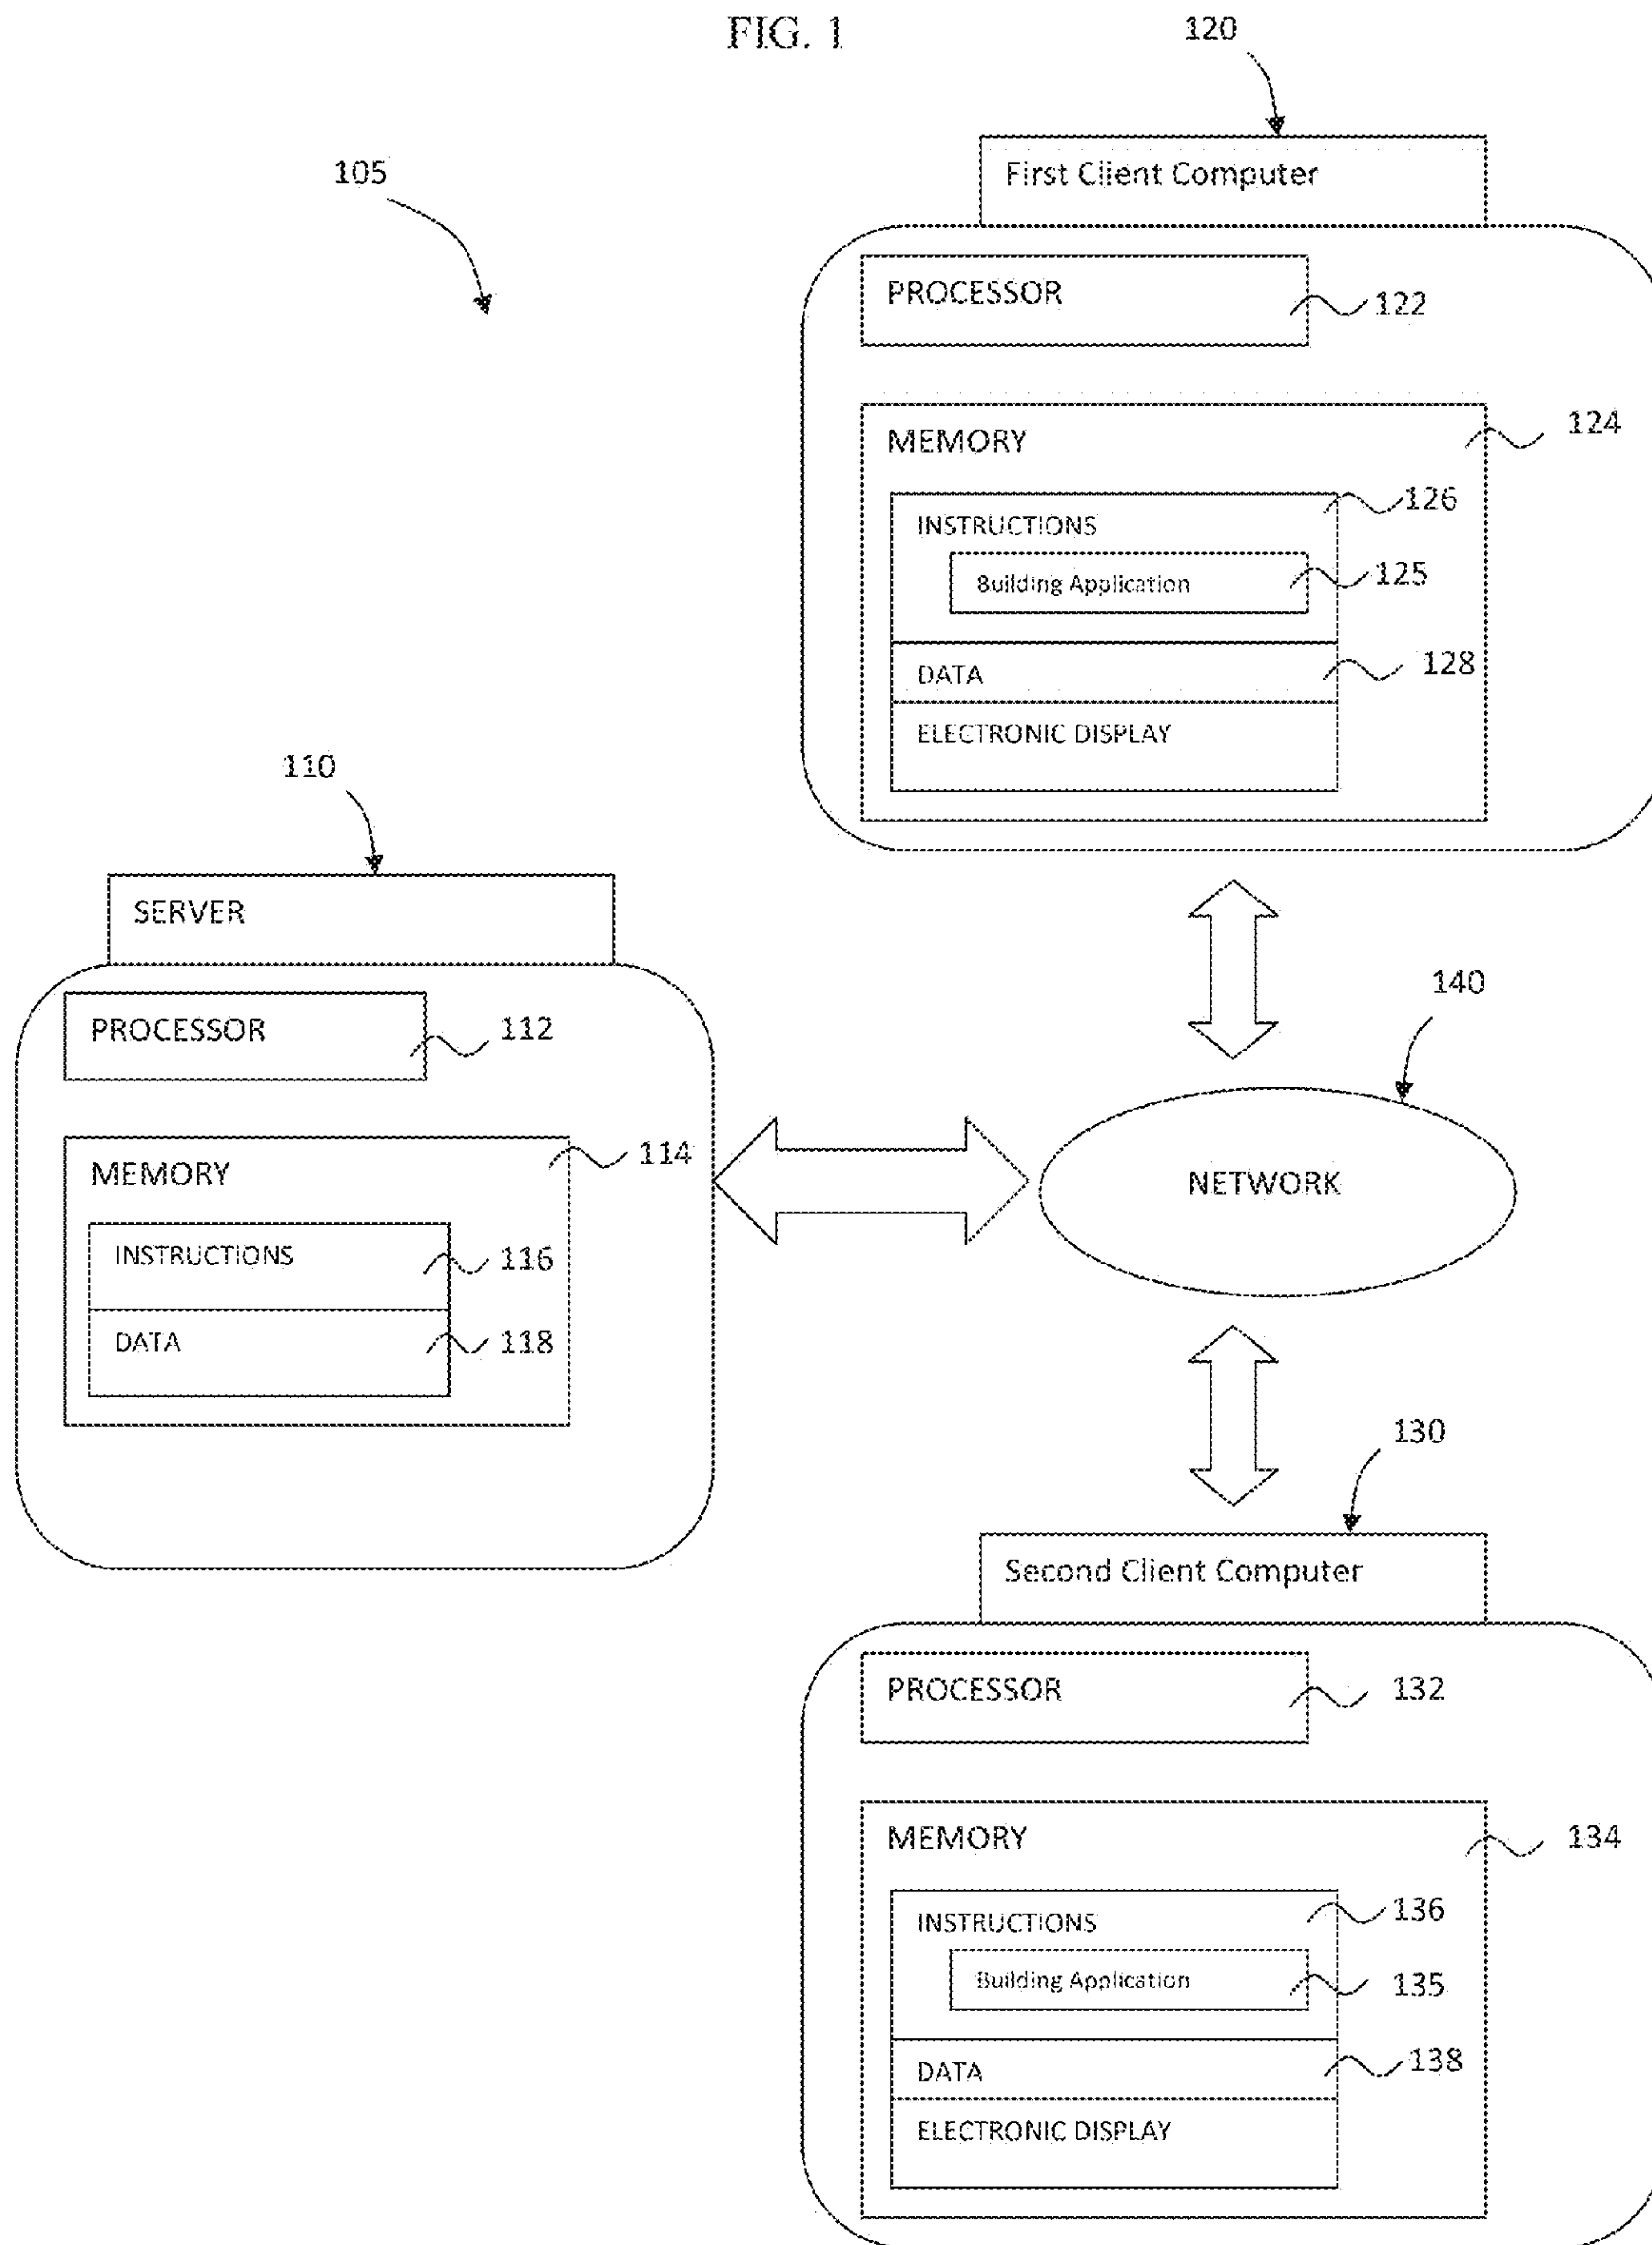 FIG. 1
120
105
First Client Computer
PROCESSOR
122
MEMORY
124
INSTRUCTIONS
126
Building Application
125
DATA
128
ELECTRONIC DISPLAY
110
SERVER
PROCESSOR
112
MEMORY
114
INSTRUCTIONS
116
DATA
118
140
NETWORK
130
Second Client Computer
PROCESSOR
132
MEMORY
134
INSTRUCTIONS
136
Building Application
135
DATA
138
ELECTRONIC DISPLAY